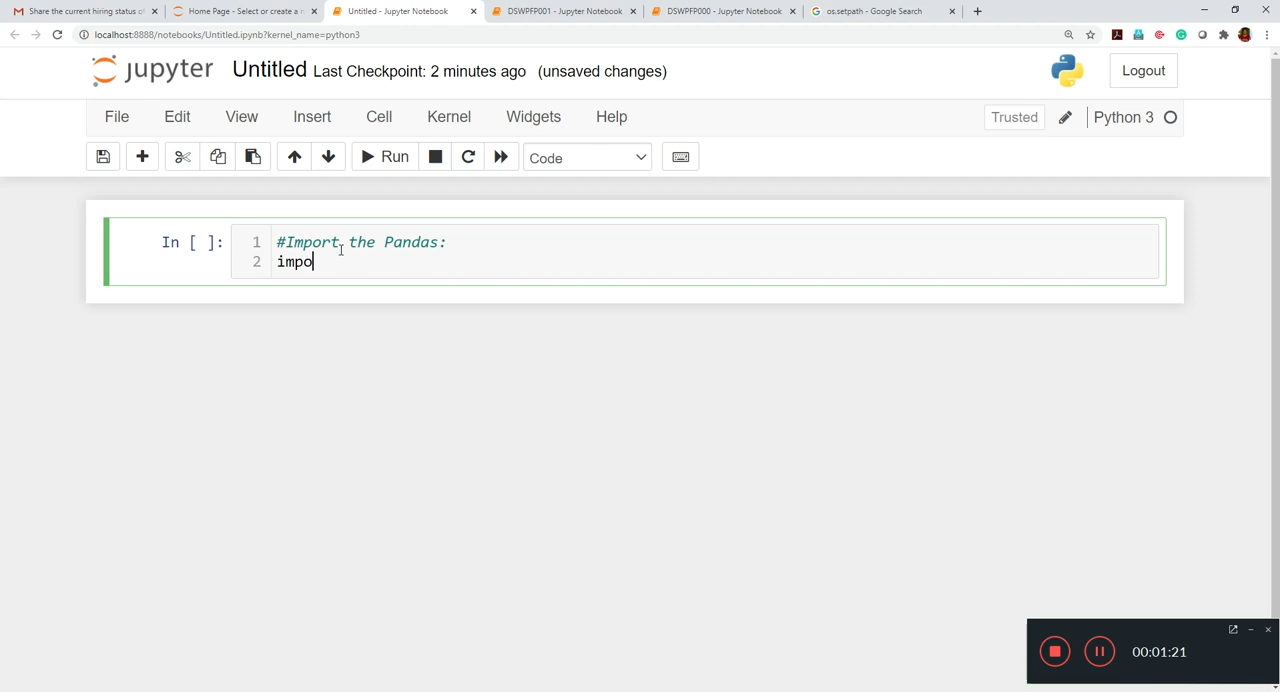 Share the current hiring status o
Home Page - Select or create a n
Untitled - Jupyter Notebook
DSWPFP001 - Jupyter Notebook
DSWPFP000 - Jupyter Notebook
os.setpath - Google Search
localhost:8888/notebooks/Untitled.ipynb?kernel_name=python3
jupyter Untitled Last Checkpoint: 2 minutes ago (unsaved changes)
Logout
File Edit View Insert Cell Kernel Widgets Help
Trusted Python 3
Run Code
In [ ]: 1 #Import the Pandas:
2 impo
00:01:21